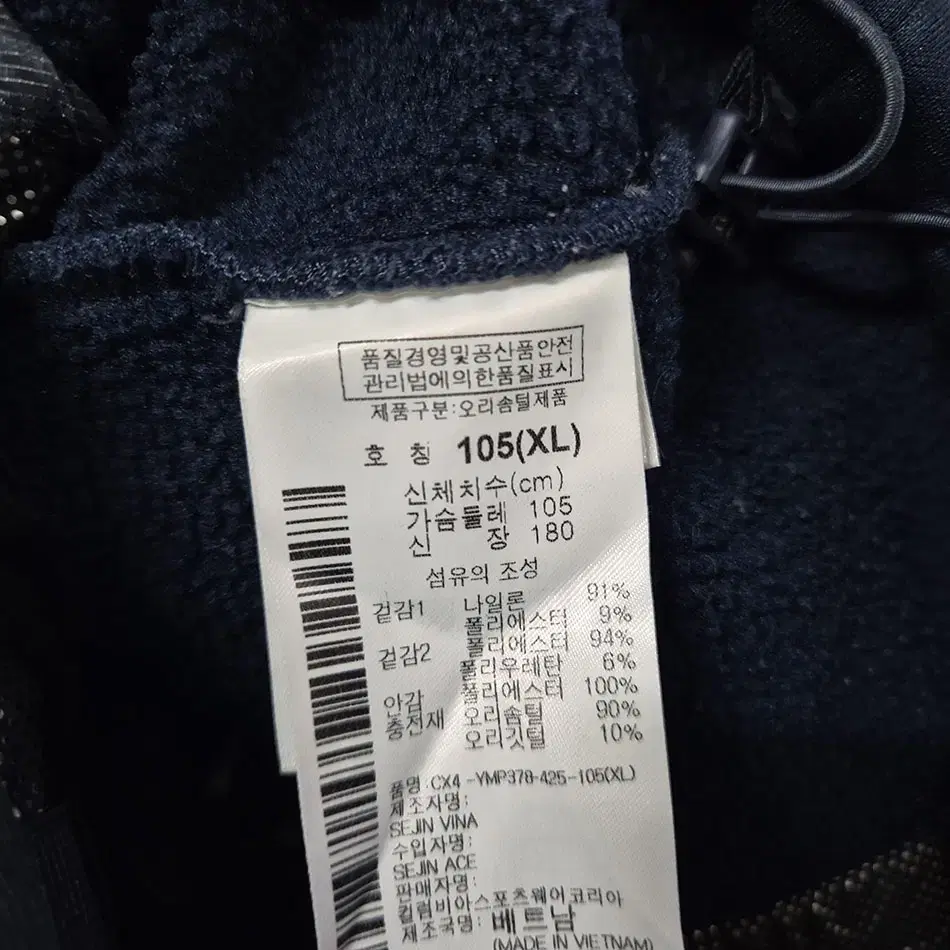 품질경영및공산품안전
관리법에의한품질표시
제품구분:오리솜털제품
호 칭 105(XL)
신체치수(cm)
가슴둘레 105
신 장 180
섬유의 조성
겉감1 나일론 91%
폴리에스터 9%
겉감2 폴리에스터 94%
폴리우레탄 6%
안감 폴리에스터 100%
충전재 오리솜털 90%
오리깃털 10%
품명:CX4-YMP378-425-105(XL)
제조자명:
SEJIN VINA
수입자명:
SEJIN ACE
판매자명:
컬럼비아스포츠웨어코리아
제조국명: 베트남
(MADE IN VIETNAM)